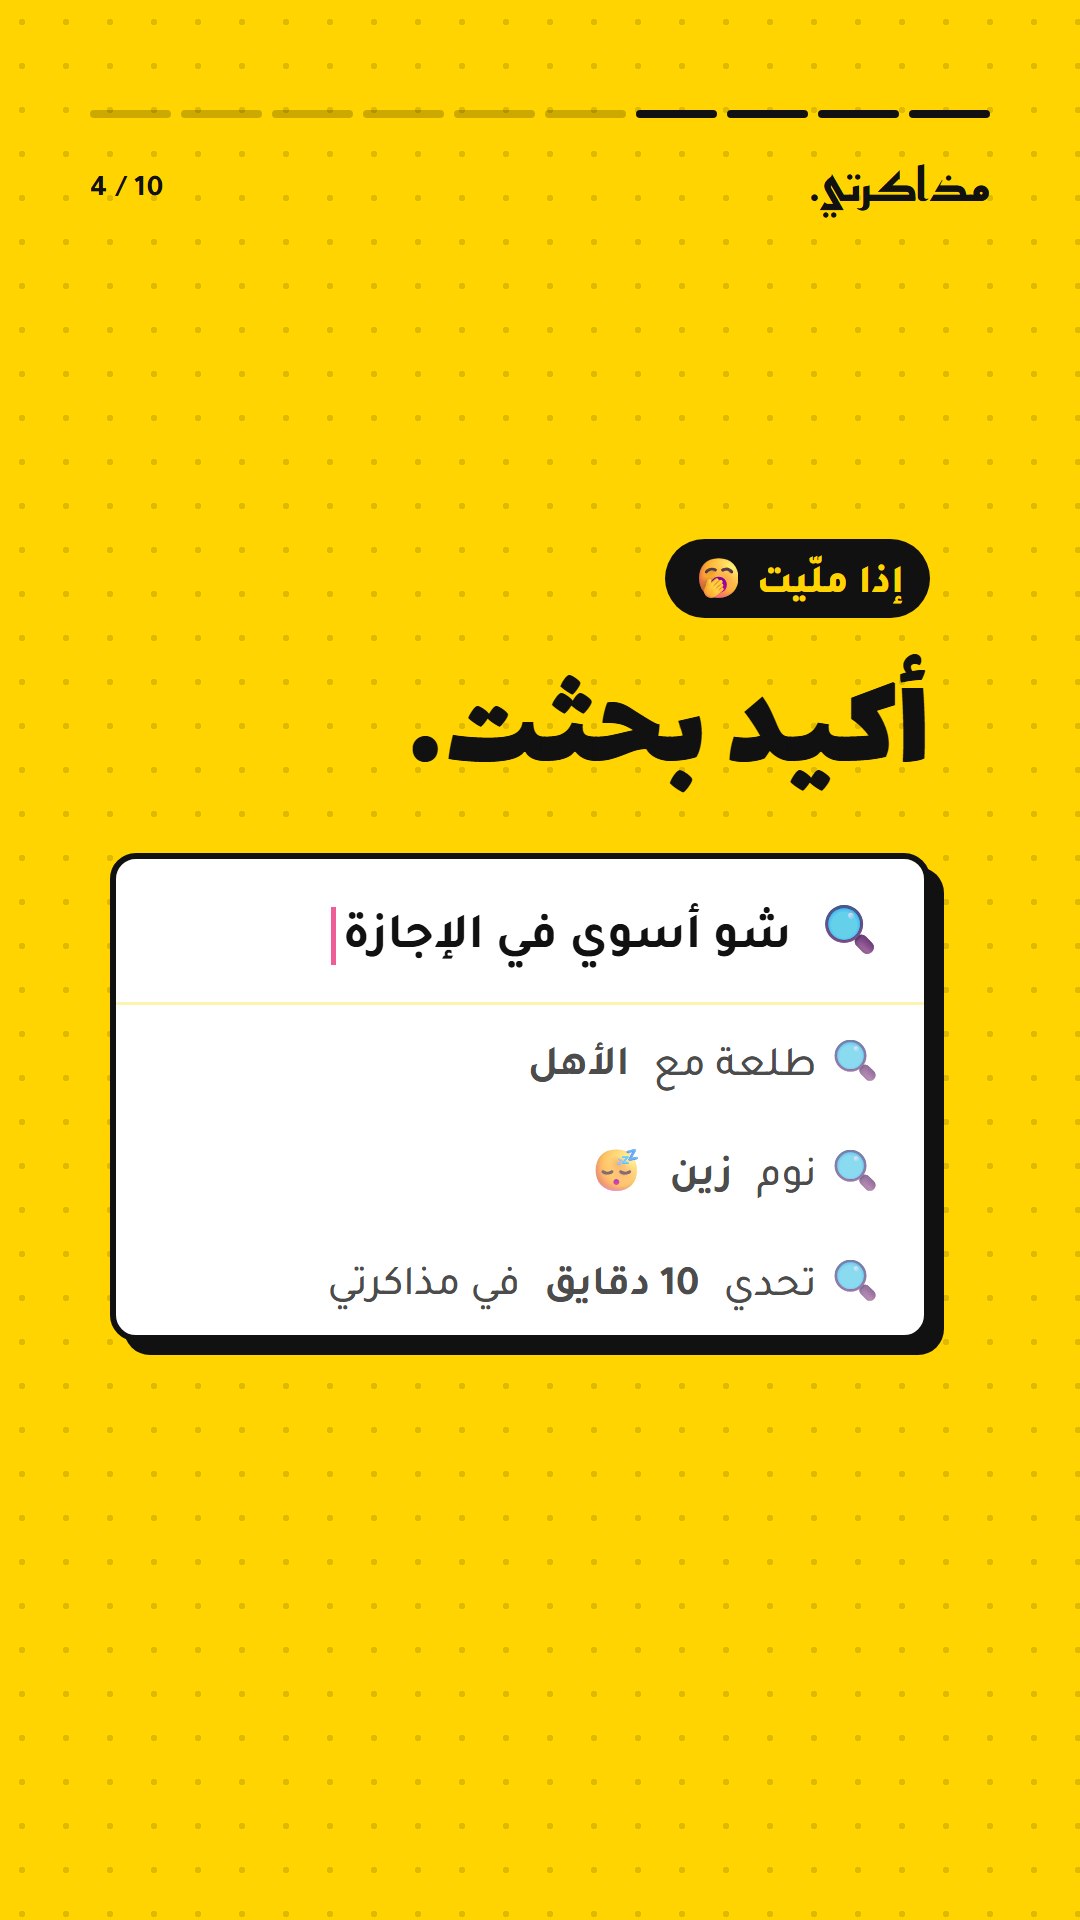 مذاكرتي.
4 / 10
إذا ملّيت 🥱
أكيد بحثت.
شو أسوي في الإجازة
طلعة مع الأهل
نوم زين 😴
تحدي 10 دقايق في مذاكرتي